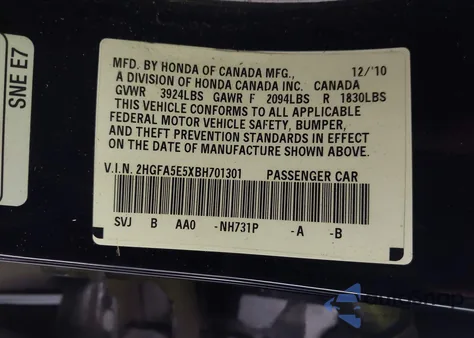 SNE E7
MFD. BY HONDA OF CANADA MFG., 12/'10
A DIVISION OF HONDA CANADA INC. CANADA
GVWR 3924LBS GAWR F 2094LBS R 1830LBS
THIS VEHICLE CONFORMS TO ALL APPLICABLE
FEDERAL MOTOR VEHICLE SAFETY, BUMPER,
AND THEFT PREVENTION STANDARDS IN EFFECT
ON THE DATE OF MANUFACTURE SHOWN ABOVE.
V.I.N. 2HGFA5E5XBH701301 PASSENGER CAR
SVJ B AA0 -NH731P -A -B